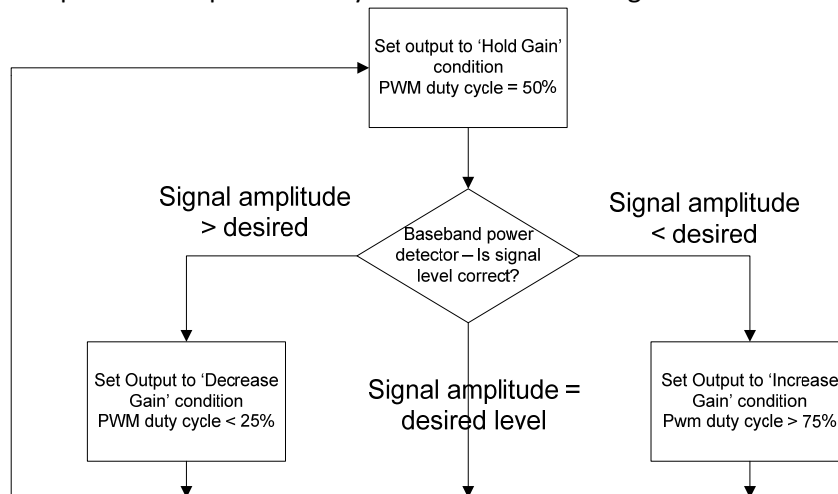 Set output to ‘Hold Gain’
condition
PWM duty cycle = 50%
Signal amplitude
> desired
Signal amplitude
< desired
Baseband power
detector – Is signal
level correct?
Set Output to ‘Decrease
Gain’ condition
PWM duty cycle < 25%
Signal amplitude =
desired level
Set Output to ‘Increase
Gain’ condition
Pwm duty cycle > 75%